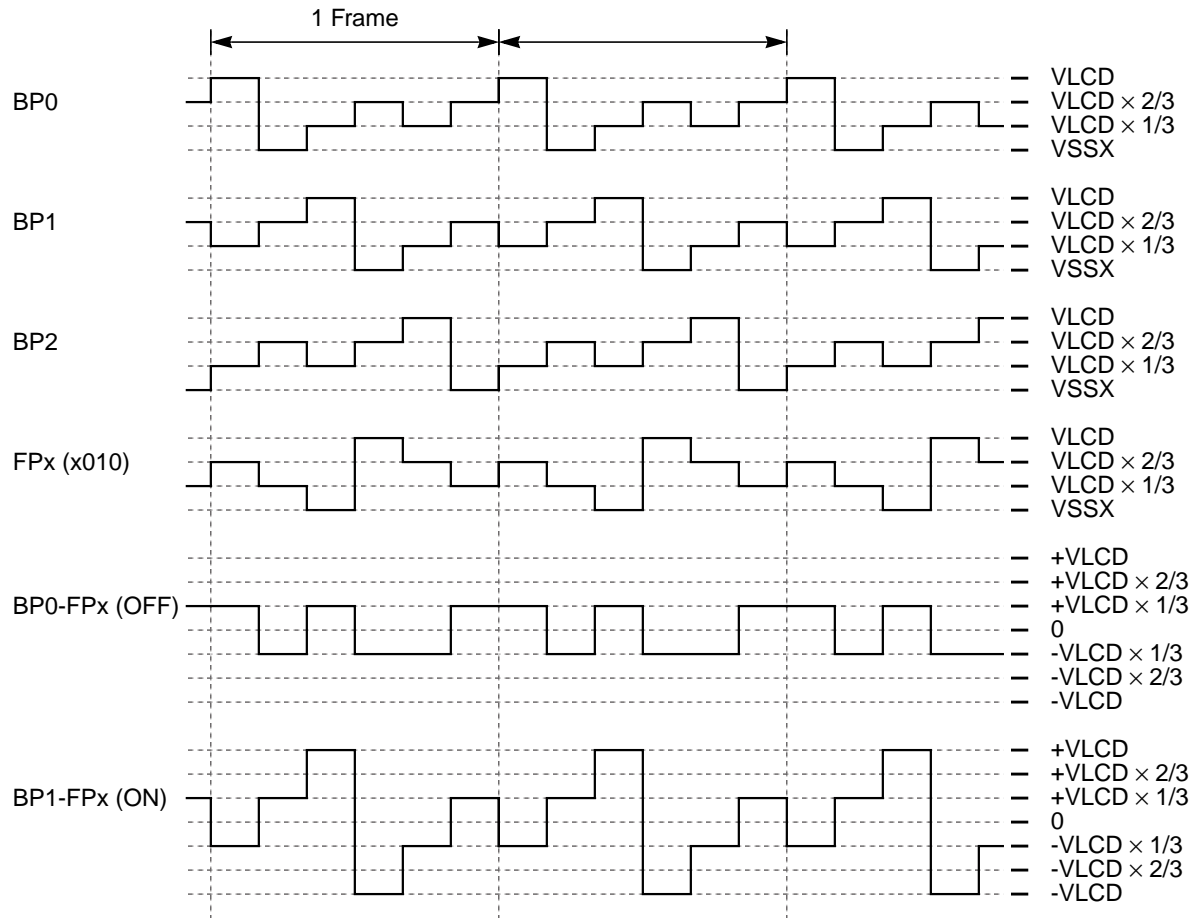 1 Frame
BP0
VLCD
VLCD × 2/3
VLCD × 1/3
VSSX
BP1
VLCD
VLCD × 2/3
VLCD × 1/3
VSSX
BP2
VLCD
VLCD × 2/3
VLCD × 1/3
VSSX
FPx (x010)
VLCD
VLCD × 2/3
VLCD × 1/3
VSSX
BP0-FPx (OFF)
+VLCD
+VLCD × 2/3
+VLCD × 1/3
0
-VLCD × 1/3
-VLCD × 2/3
-VLCD
BP1-FPx (ON)
+VLCD
+VLCD × 2/3
+VLCD × 1/3
0
-VLCD × 1/3
-VLCD × 2/3
-VLCD